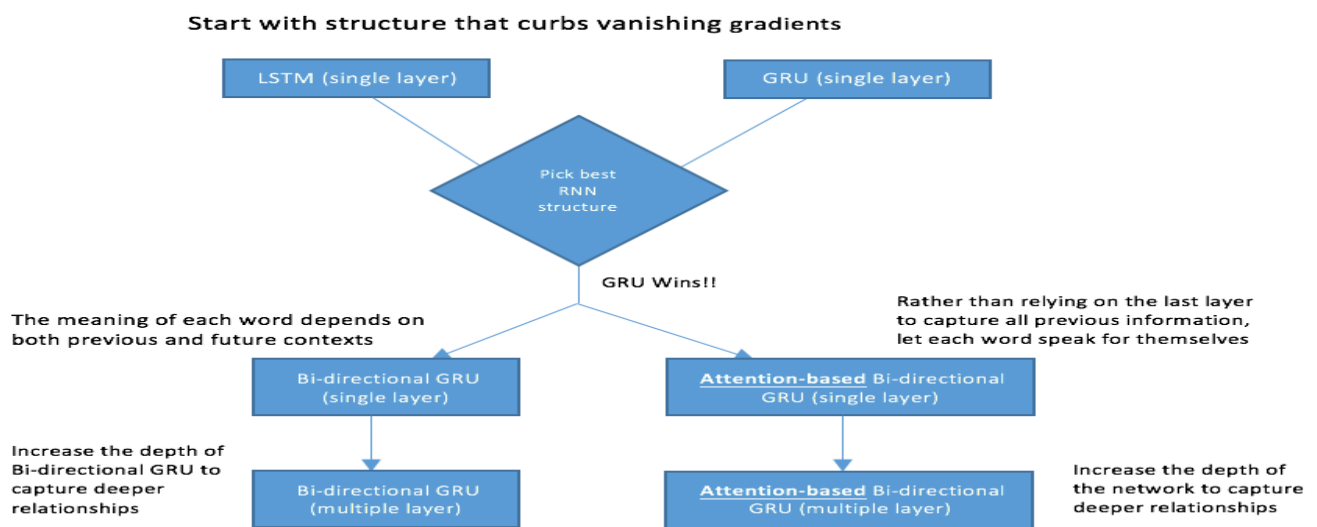 Start with structure that curbs vanishing gradients
LSTM (single layer)
GRU (single layer)
Pick best
RNN
structure
GRU Wins!!
The meaning of each word depends on
both previous and future contexts
Rather than relying on the last layer
to capture all previous information,
let each word speak for themselves
Bi-directional GRU
(single layer)
Attention-based Bi-directional
GRU (single layer)
Increase the depth of
Bi-directional GRU to
capture deeper
relationships
Bi-directional GRU
(multiple layer)
Attention-based Bi-directional
GRU (multiple layer)
Increase the depth of
the network to capture
deeper relationships